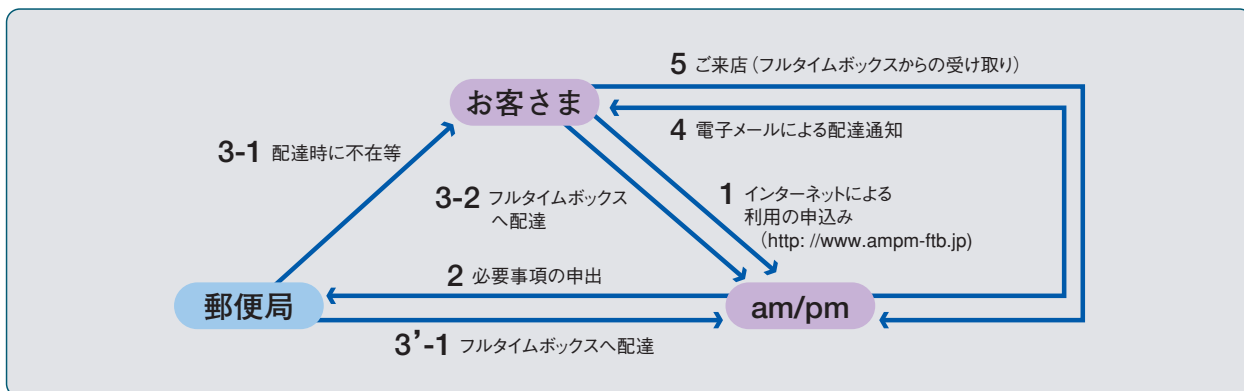 5 ご来店（フルタイムボックスからの受け取り）
お客さま
4 電子メールによる配達通知
3-1 配達時に不在等
3-2 フルタイムボックス
へ配達
1 インターネットによる
利用の申込み
（http: //www.ampm-ftb.jp)
2 必要事項の申出
郵便局
am/pm
3’-1 フルタイムボックスへ配達